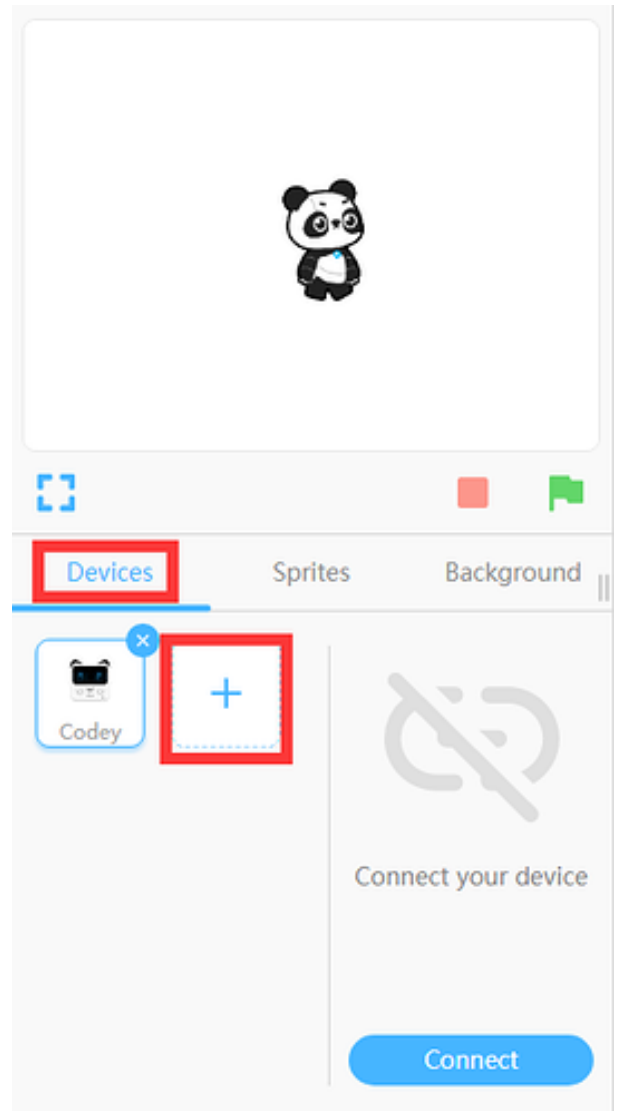 Devices
Sprites
Background
Codey
Connect your device
Connect